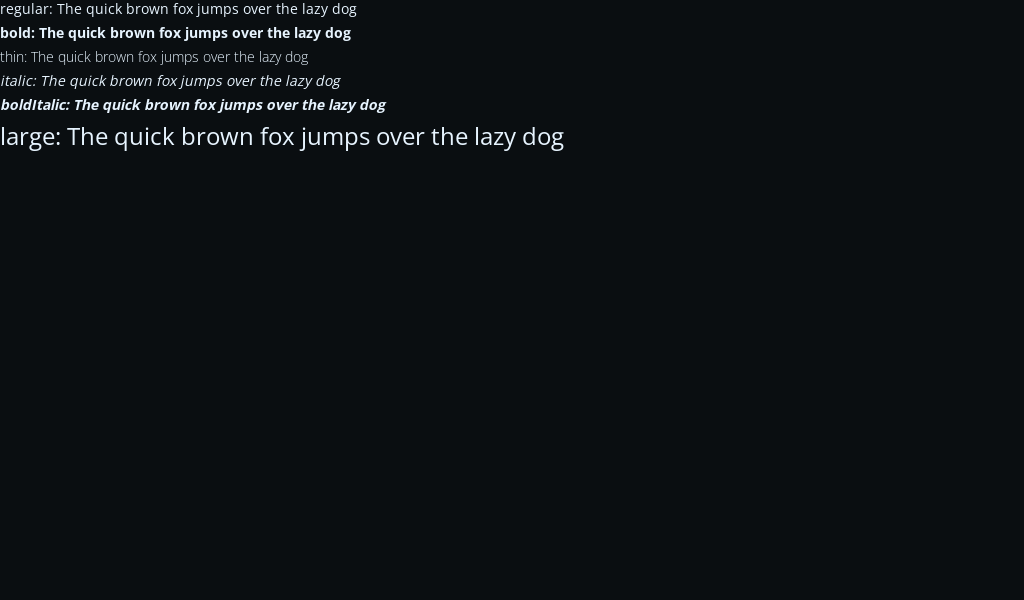 regular: The quick brown fox jumps over the lazy dog
bold: The quick brown fox jumps over the lazy dog
thin: The quick brown fox jumps over the lazy dog
italic: The quick brown fox jumps over the lazy dog
boldItalic: The quick brown fox jumps over the lazy dog
large: The quick brown fox jumps over the lazy dog